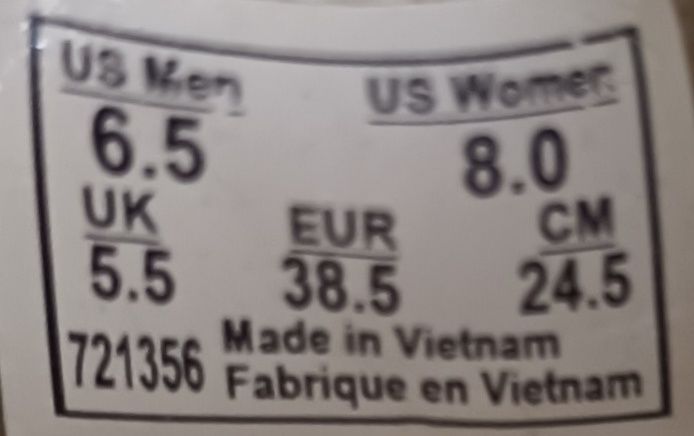 US Men US Women
6.5 8.0
UK EUR CM
5.5 38.5 24.5
721356 Made in Vietnam
Fabrique en Vietnam